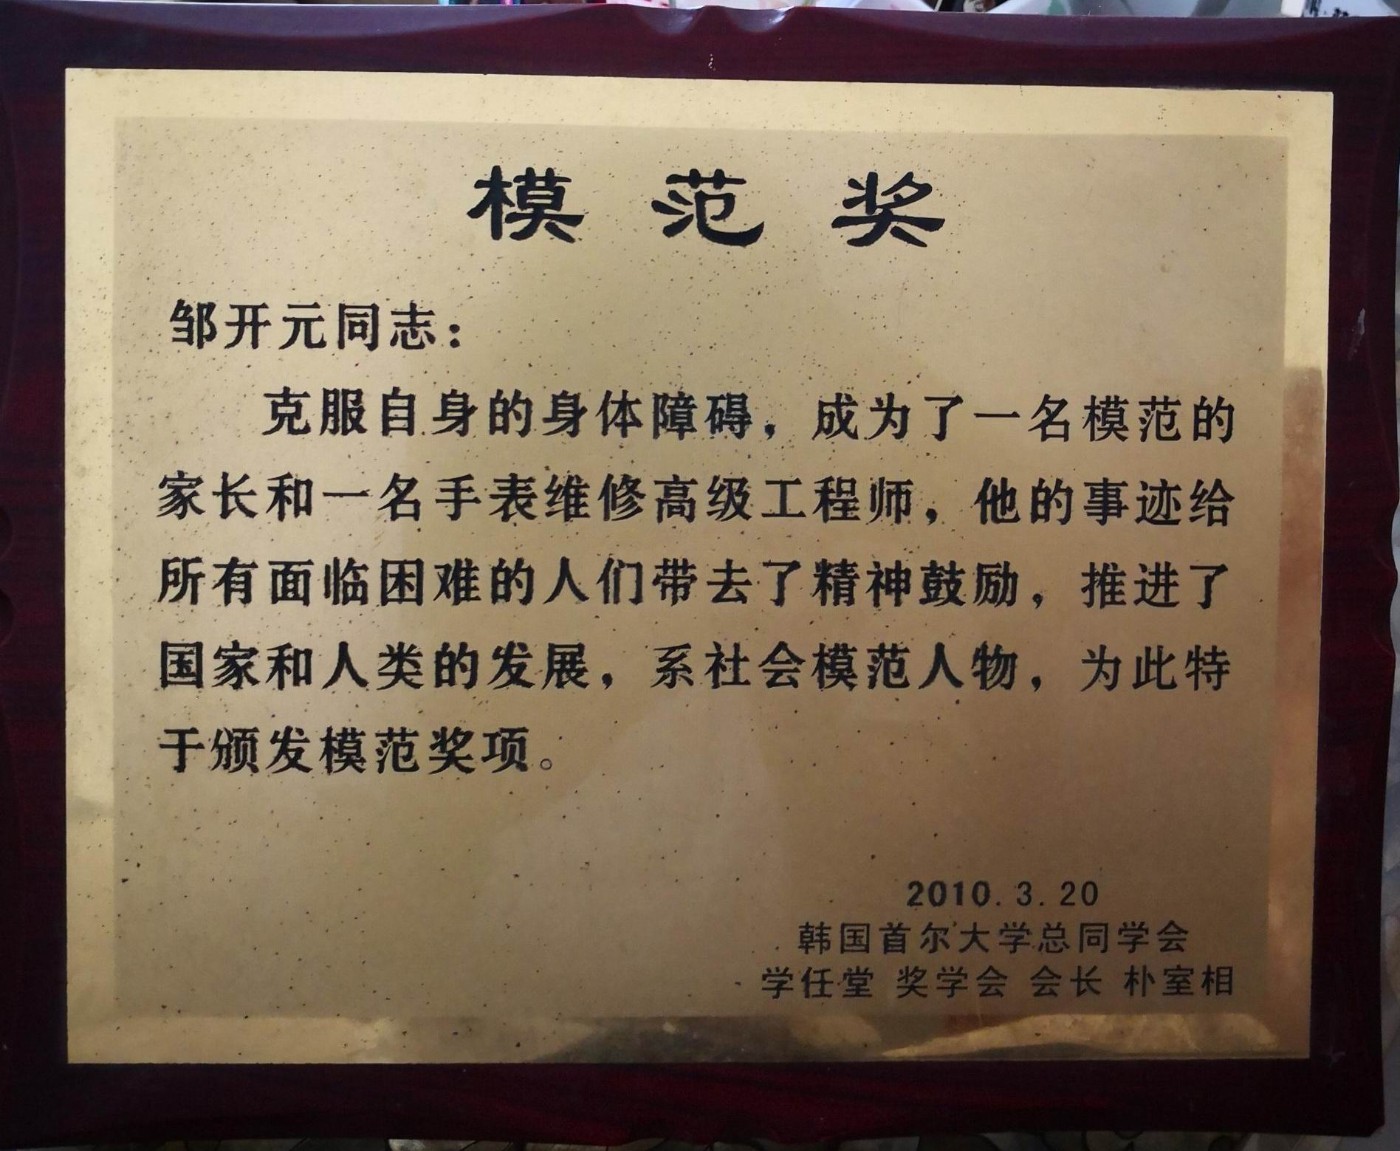 模范奖
邹开元同志：
克服自身的身体障碍，成为了一名模范的
家长和一名手表维修高级工程师，他的事迹给
所有面临困难的人们带去了精神鼓励，推进了
国家和人类的发展，系社会模范人物，为此特
于颁发模范奖项。
2010.3.20
韩国首尔大学总同学会
学任堂 奖学会 会长 朴室相